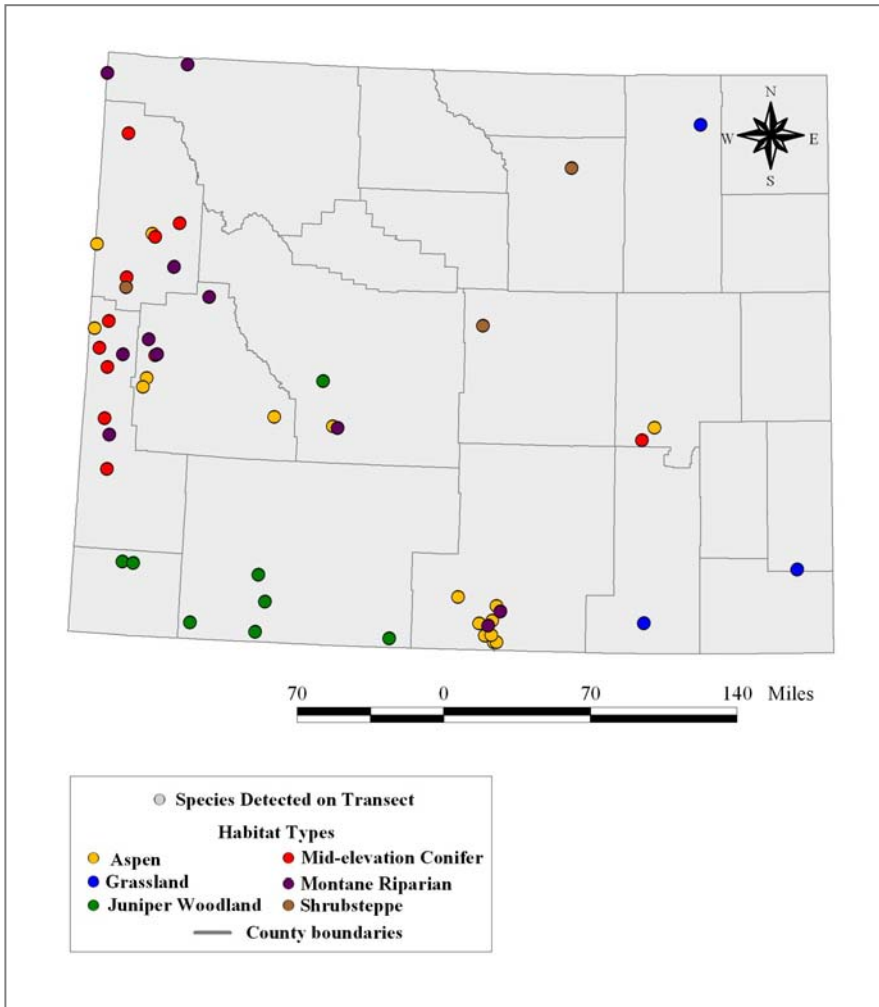 N
W E
S
70 0 70 140 Miles
Species Detected on Transect
Habitat Types
Aspen Mid-elevation Conifer
Grassland Montane Riparian
Juniper Woodland Shrubsteppe
County boundaries